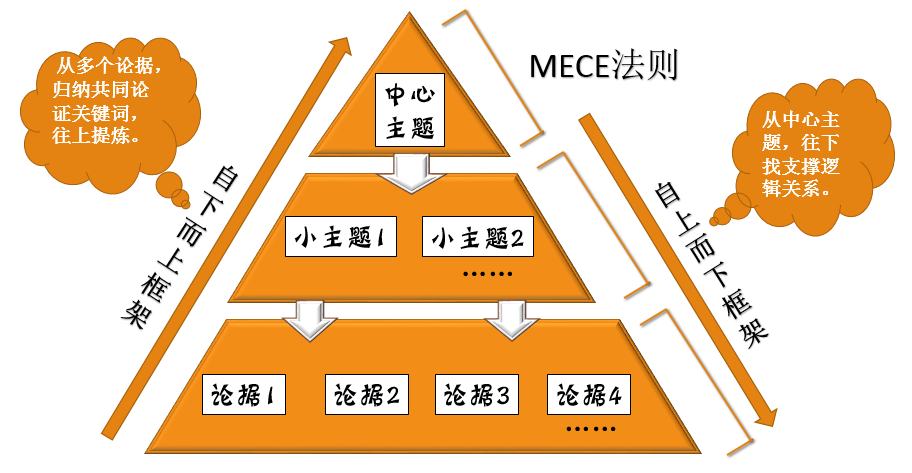 从多个论据，
归纳共同论
证关键词，
往上提炼。
自下而上框架
MECE法则
中心
主题
小主题1
小主题2
……
论据1
论据2
论据3
论据4
……
从中心主
题，往下
找支撑逻
辑关系。
自上而下框架